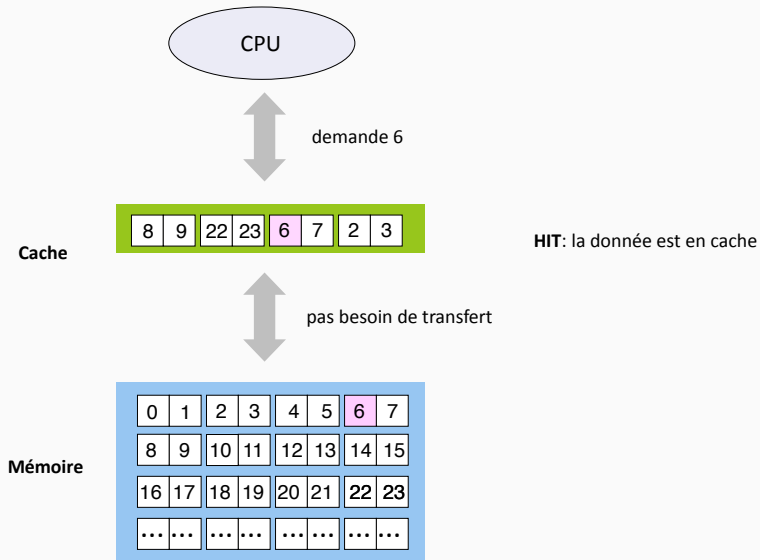 CPU
demande 6
8 9 22 23 6 7 2 3
Cache
HIT: la donnée est en cache
pas besoin de transfert
0 1 2 3 4 5 6 7
8 9 10 11 12 13 14 15
Mémoire
16 17 18 19 20 21 22 23
... ... ... ... ... ... ... ...